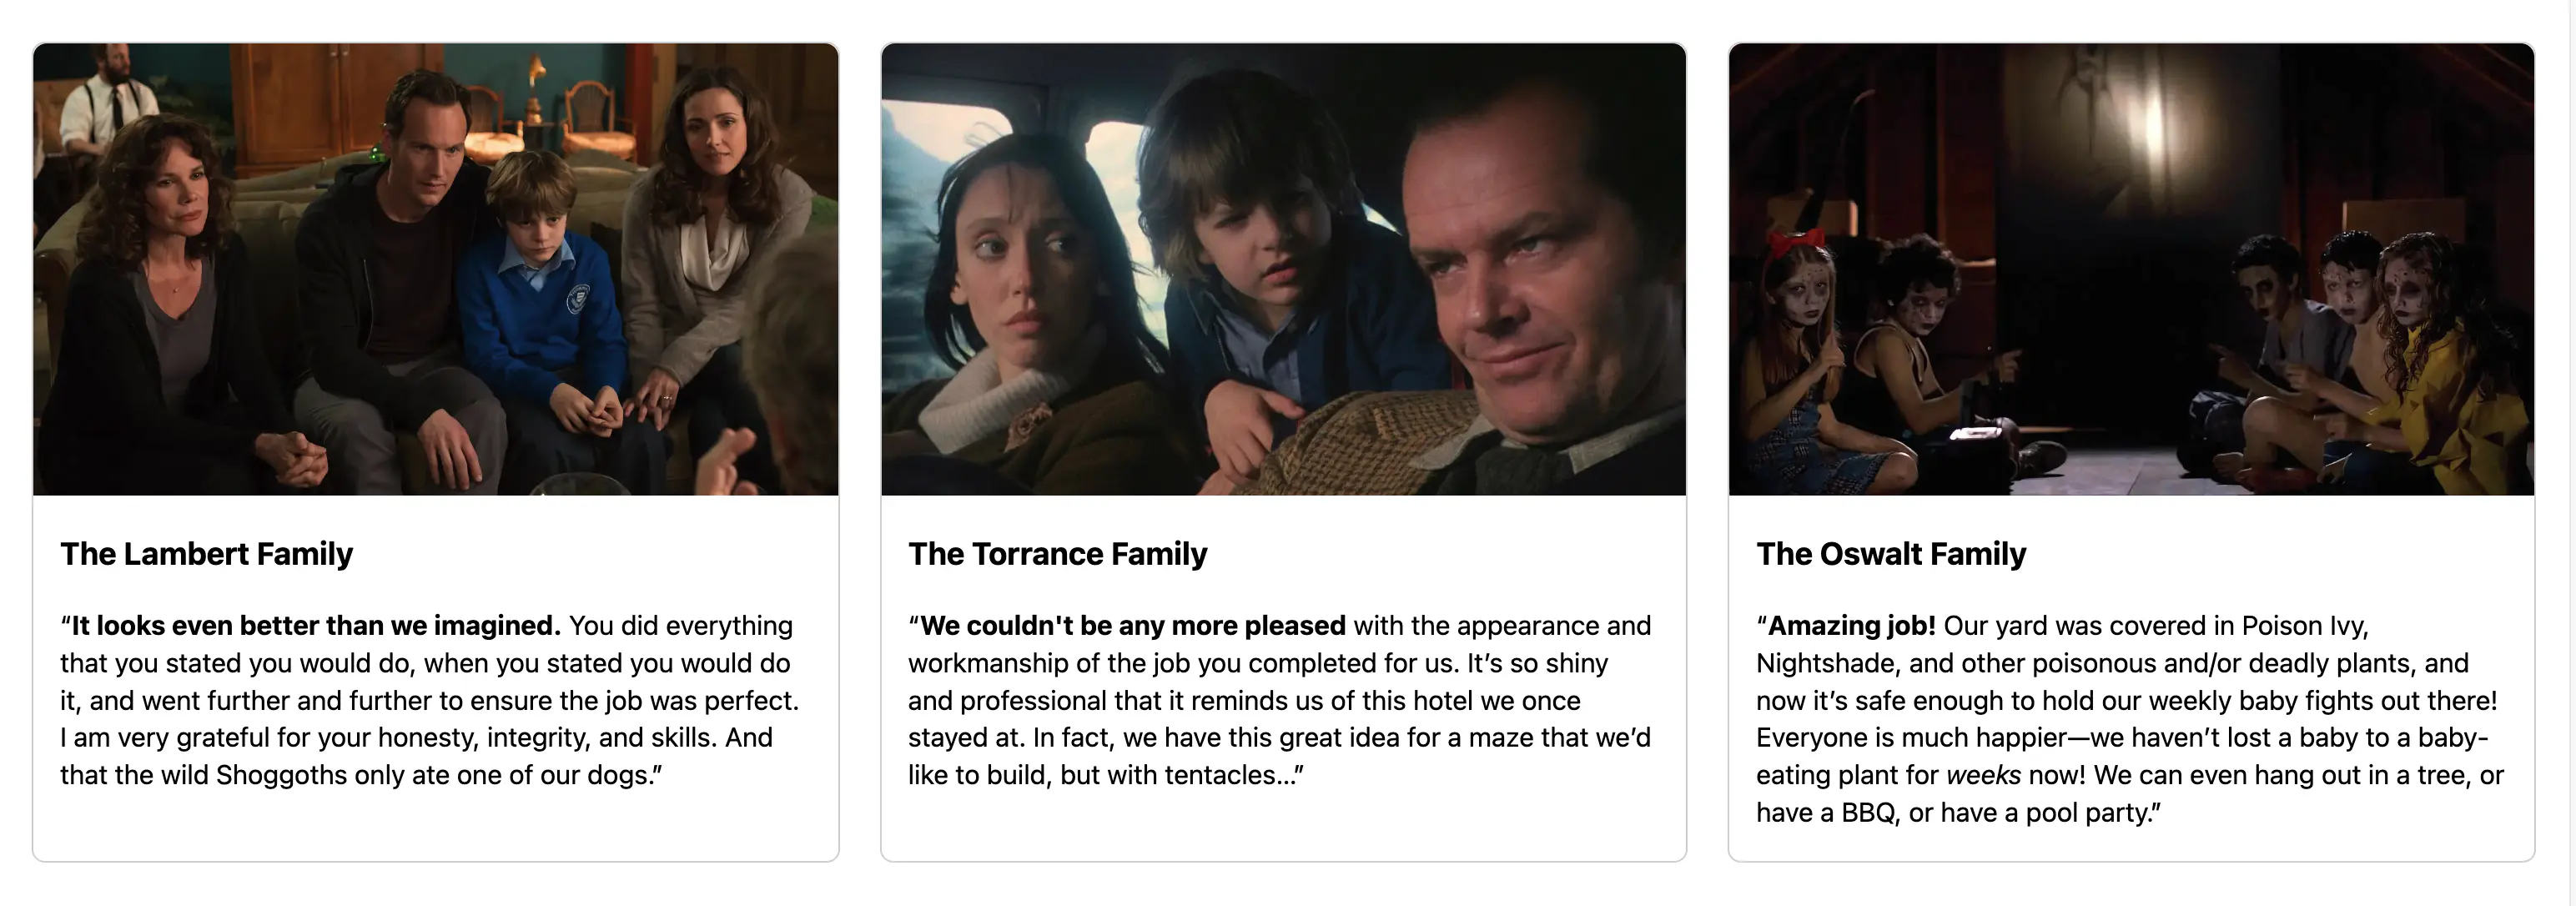 The Lambert Family
“It looks even better than we imagined. You did everything
that you stated you would do, when you stated you would do
it, and went further and further to ensure the job was perfect.
I am very grateful for your honesty, integrity, and skills. And
that the wild Shoggoths only ate one of our dogs.”
The Torrance Family
“We couldn't be any more pleased with the appearance and
workmanship of the job you completed for us. It’s so shiny
and professional that it reminds us of this hotel we once
stayed at. In fact, we have this great idea for a maze that we’d
like to build, but with tentacles...”
The Oswalt Family
“Amazing job! Our yard was covered in Poison Ivy,
Nightshade, and other poisonous and/or deadly plants, and
now it’s safe enough to hold our weekly baby fights out there!
Everyone is much happier—we haven’t lost a baby to a baby-
eating plant for weeks now! We can even hang out in a tree, or
have a BBQ, or have a pool party.”